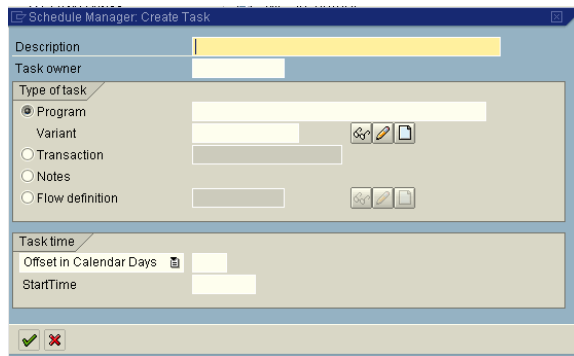 Schedule Manager: Create Task
Description
Task owner
Type of task
Program
Variant
Transaction
Notes
Flow definition
Task time
Offset in Calendar Days
StartTime